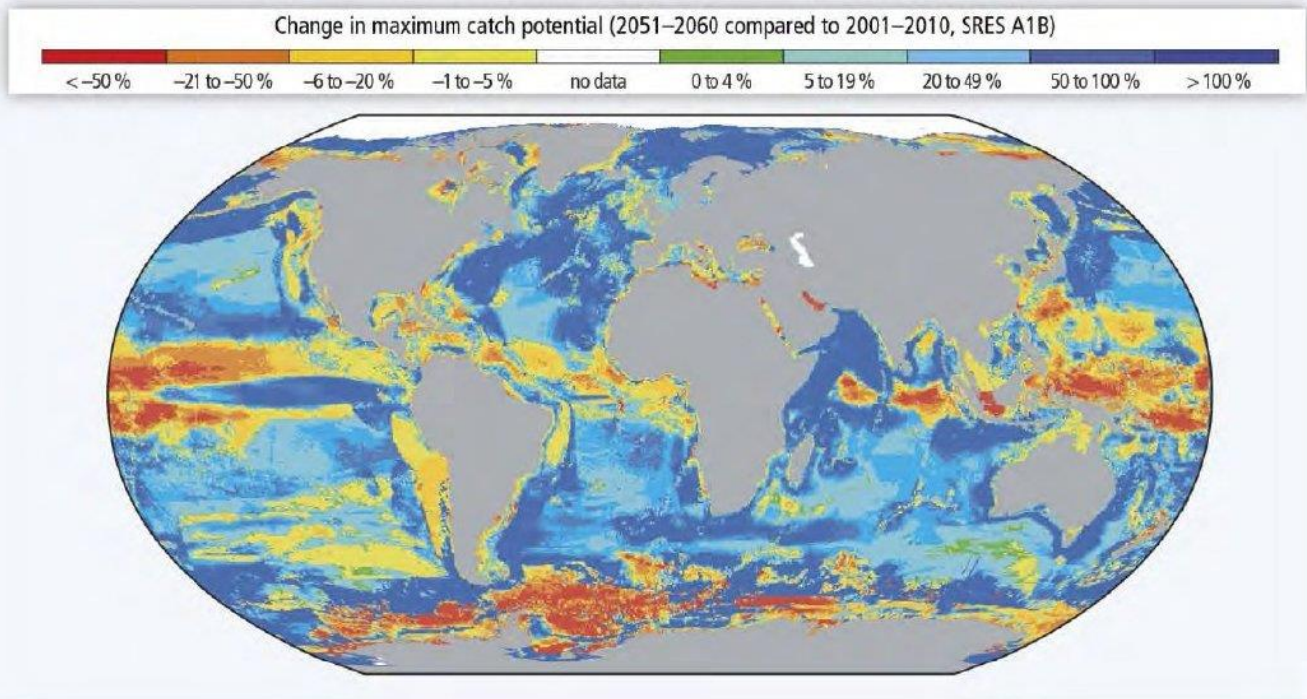 Change in maximum catch potential (2051–2060 compared to 2001–2010, SRES A1B)
< –50 % –21 to –50 % –6 to –20 % –1 to –5 % no data 0 to 4 % 5 to 19 % 20 to 49 % 50 to 100 % > 100 %